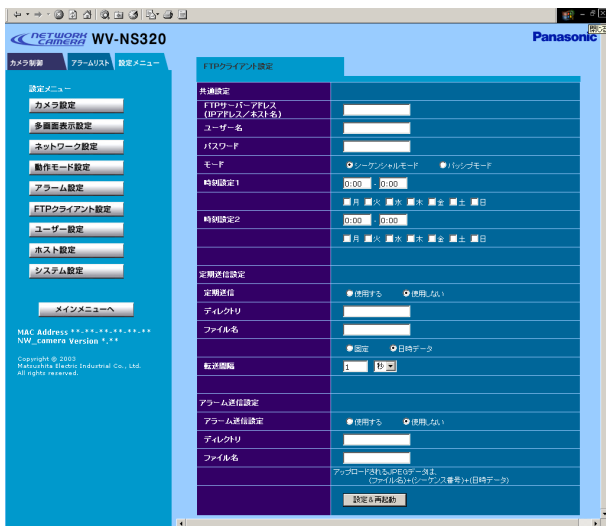 NETWORK CAMERA WV-NS320
Panasonic
閉じる
カメラ制御 アラームリスト 設定メニュー
設定メニュー
カメラ設定
多画面表示設定
ネットワーク設定
動作モード設定
アラーム設定
FTPクライアント設定
ユーザー設定
ホスト設定
システム設定
メインメニューへ
MAC Address **-**-**-**-**-**
NW_camera Version *.**
Copyright © 2003
Matsushita Electric Industrial Co., Ltd.
All rights reserved.
FTPクライアント設定
共通設定
FTPサーバーアドレス
(IPアドレス/ホスト名)
ユーザー名
パスワード
モード シーケンシャルモード パッシブモード
時刻設定1 0:00 - 0:00
月 火 水 木 金 土 日
時刻設定2 0:00 - 0:00
月 火 水 木 金 土 日
定期送信設定
定期送信 使用する 使用しない
ディレクトリ
ファイル名
固定 日時データ
転送間隔 1 秒
アラーム送信設定
アラーム送信設定 使用する 使用しない
ディレクトリ
ファイル名
アップロードされるJPEGデータは、
(ファイル名)+(シーケンス番号)+(日時データ)
設定&再起動